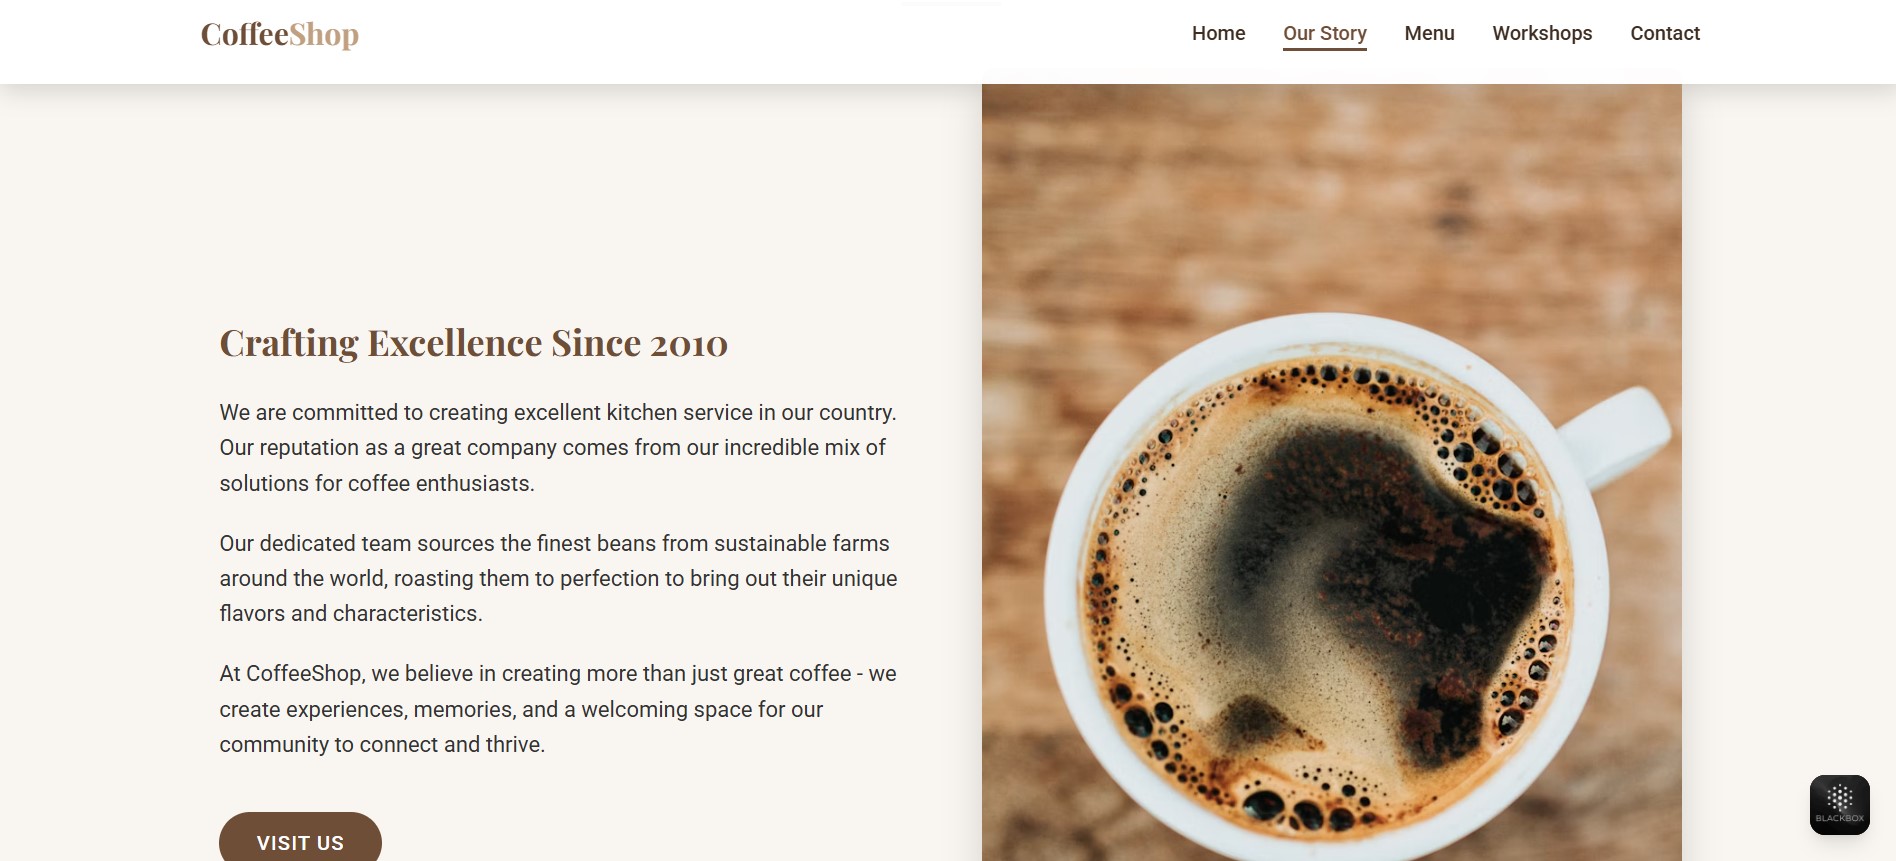 CoffeeShop
Home
Our Story
Menu
Workshops
Contact
Crafting Excellence Since 2010
We are committed to creating excellent kitchen service in our country.
Our reputation as a great company comes from our incredible mix of
solutions for coffee enthusiasts.
Our dedicated team sources the finest beans from sustainable farms
around the world, roasting them to perfection to bring out their unique
flavors and characteristics.
At CoffeeShop, we believe in creating more than just great coffee - we
create experiences, memories, and a welcoming space for our
community to connect and thrive.
VISIT US
BLACKBOX